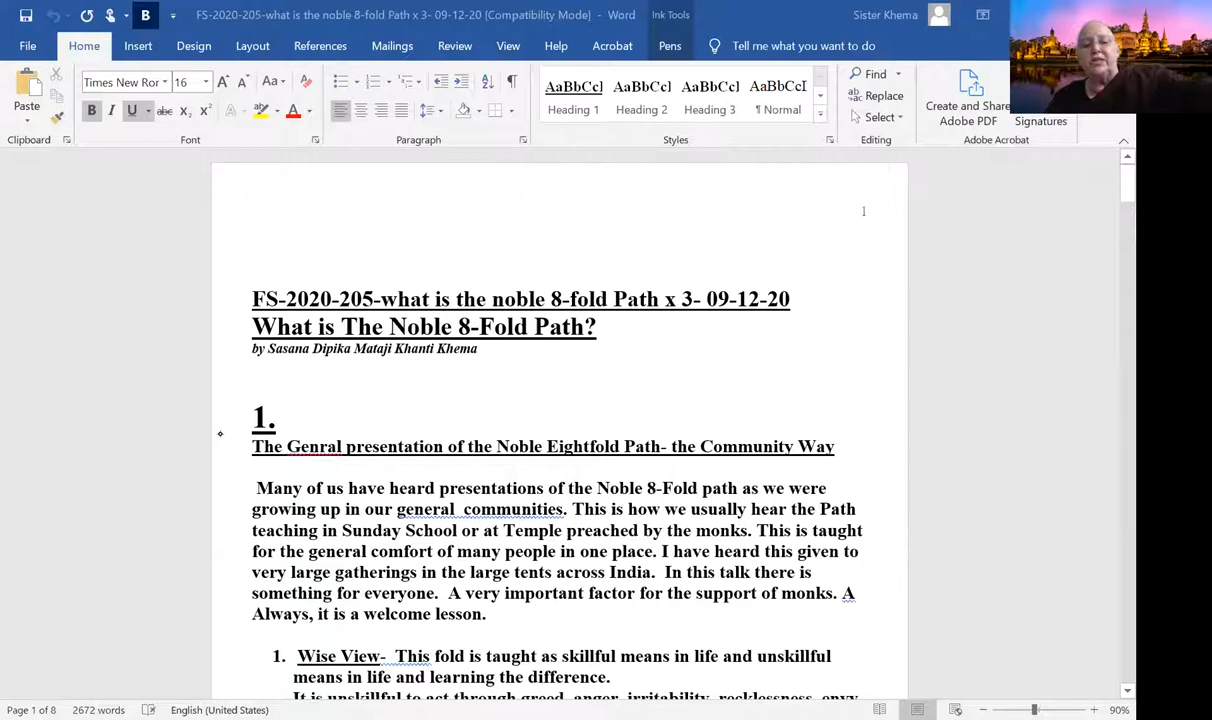 FS-2020-205-what is the noble 8-fold Path x 3- 09-12-20 [Compatibility Mode] - Word
Ink Tools
Sister Khema
File Home Insert Design Layout References Mailings Review View Help Acrobat Pens Tell me what you want to do
Paste
Clipboard
Times New Ror 16
Font
Paragraph
AaBbCcI AaBbCcI AaBbCcI AaBbCcI
Heading 1 Heading 2 Heading 3 ¶ Normal
Styles
Find
Replace
Select
Editing
Create and Share
Adobe PDF
Signatures
Adobe Acrobat
1
FS-2020-205-what is the noble 8-fold Path x 3- 09-12-20
What is The Noble 8-Fold Path?
by Sasana Dipika Mataji Khanti Khema
1.
The Genral presentation of the Noble Eightfold Path- the Community Way
Many of us have heard presentations of the Noble 8-Fold path as we were
growing up in our general communities. This is how we usually hear the Path
teaching in Sunday School or at Temple preached by the monks. This is taught
for the general comfort of many people in one place. I have heard this given to
very large gatherings in the large tents across India. In this talk there is
something for everyone. A very important factor for the support of monks. A
Always, it is a welcome lesson.
1. Wise View- This fold is taught as skillful means in life and unskillful
means in life and learning the difference.
It is unskillful to act through greed, anger, irritability, recklessness, envy
Page 1 of 8 2672 words English (United States) 90%